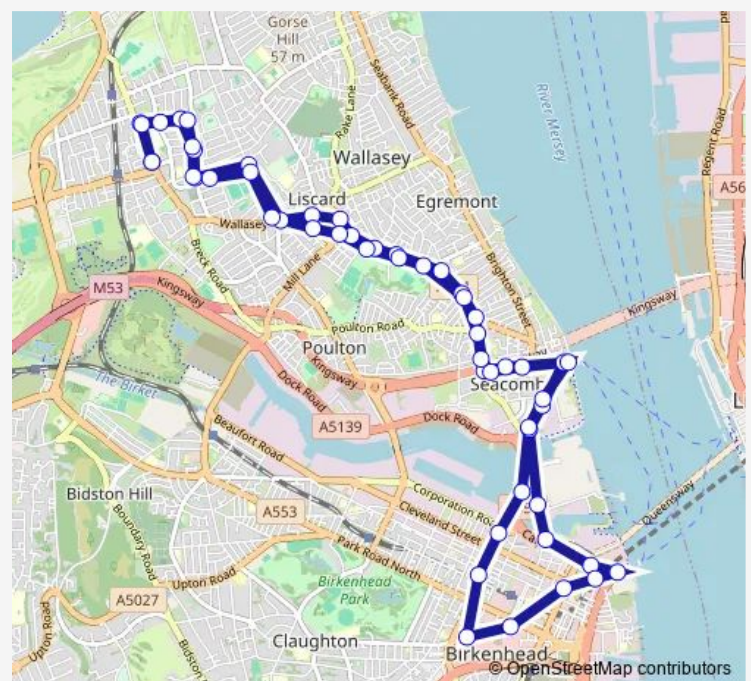 Gorse
Hill
57 m
Seabank Road
Rake Lane
River Mersey
Regent Road
Wallasey
A56
Liscard
Egremont
Wallasey
Breck Road
Mill Lane
Brighton Street
M53
Kingsway
Kingsway
Poulton Road
Poulton
Kingsway
The Birket
Dock Road
Seacomb
A5139
Dock Road
Beaufort Road
Bidston Hill
Corporation Roa
Queensway
A553
Cleveland Street
Boundary Road
Park Road North
Upton Road
Birkenhead
Park
A5027
Upton Road
Claughton
Birkenhead
© OpenStreetMap contributors